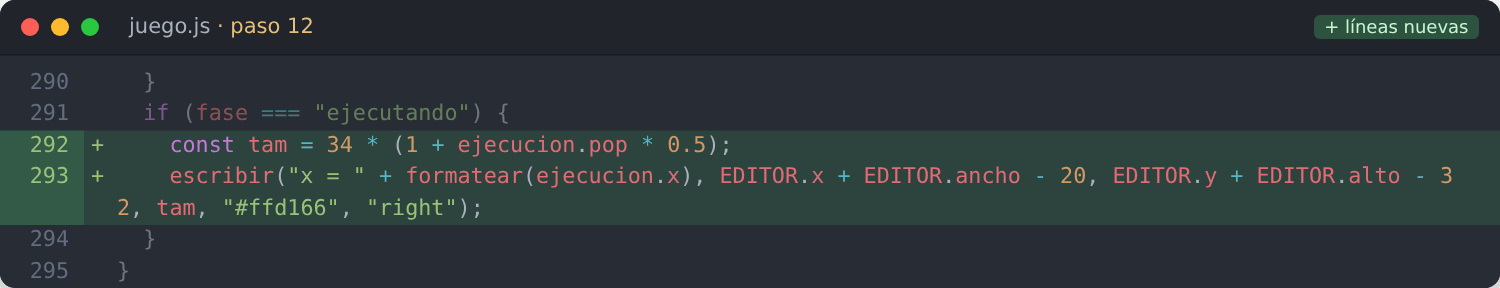 juego.js · paso 12
+ líneas nuevas
290 }
291 if (fase === "ejecutando") {
292 + const tam = 34 * (1 + ejecucion.pop * 0.5);
293 + escribir("x = " + formatear(ejecucion.x), EDITOR.x + EDITOR.ancho - 20, EDITOR.y + EDITOR.alto - 3
2, tam, "#ffd166", "right");
294 }
295 }